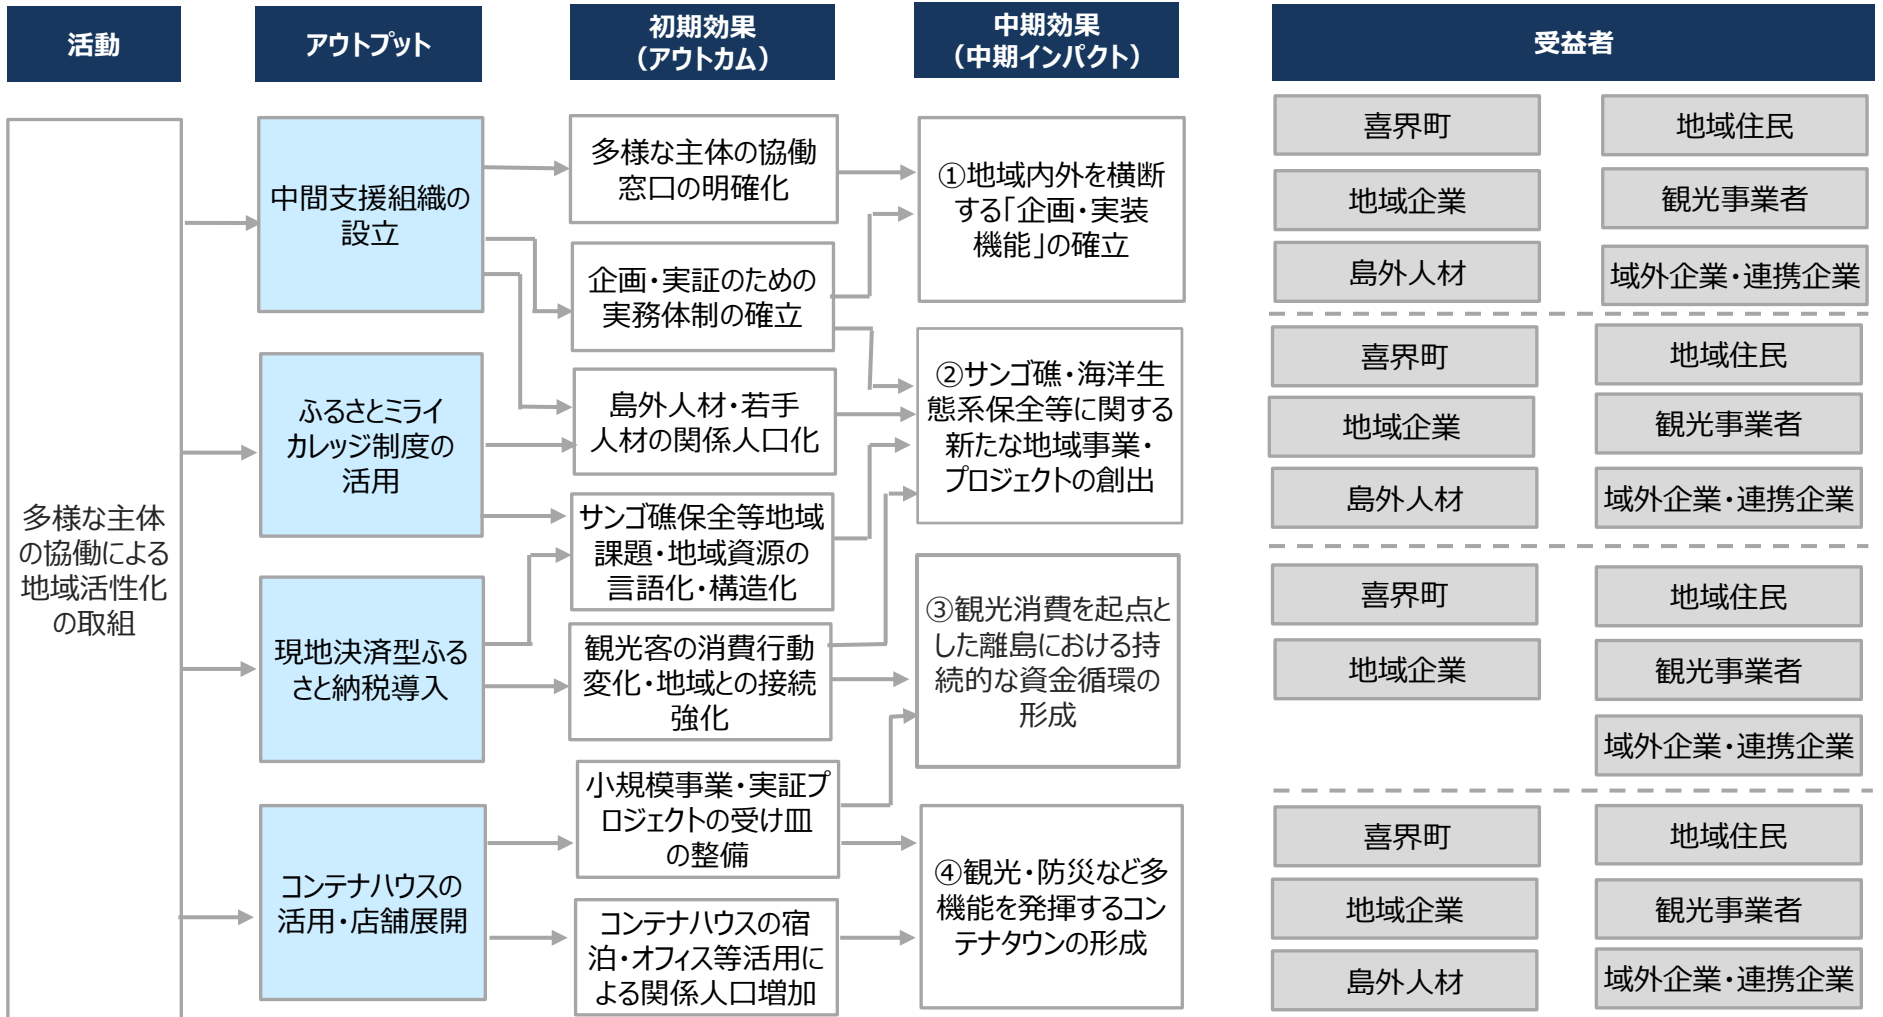 活動
アウトプット
初期効果
（アウトカム）
中期効果
（中期インパクト）
受益者
多様な主体
の協働による
地域活性化
の取組
中間支援組織の
設立
ふるさとミライ
カレッジ制度の
活用
現地決済型ふる
さと納税導入
コンテナハウスの
活用・店舗展開
多様な主体の協働
窓口の明確化
企画・実証のための
実務体制の確立
島外人材・若手
人材の関係人口化
サンゴ礁保全等地域
課題・地域資源の
言語化・構造化
観光客の消費行動
変化・地域との接続
強化
小規模事業・実証プ
ロジェクトの受け皿
の整備
コンテナハウスの宿
泊・オフィス等活用に
よる関係人口増加
①地域内外を横断
する「企画・実装
機能」の確立
②サンゴ礁・海洋生
態系保全等に関する
新たな地域事業・
プロジェクトの創出
③観光消費を起点と
した離島における持
続的な資金循環の
形成
④観光・防災など多
機能を発揮するコン
テナタウンの形成
喜界町
地域住民
地域企業
観光事業者
島外人材
域外企業・連携企業
喜界町
地域住民
地域企業
観光事業者
島外人材
域外企業・連携企業
喜界町
地域住民
地域企業
観光事業者
域外企業・連携企業
喜界町
地域住民
地域企業
観光事業者
島外人材
域外企業・連携企業